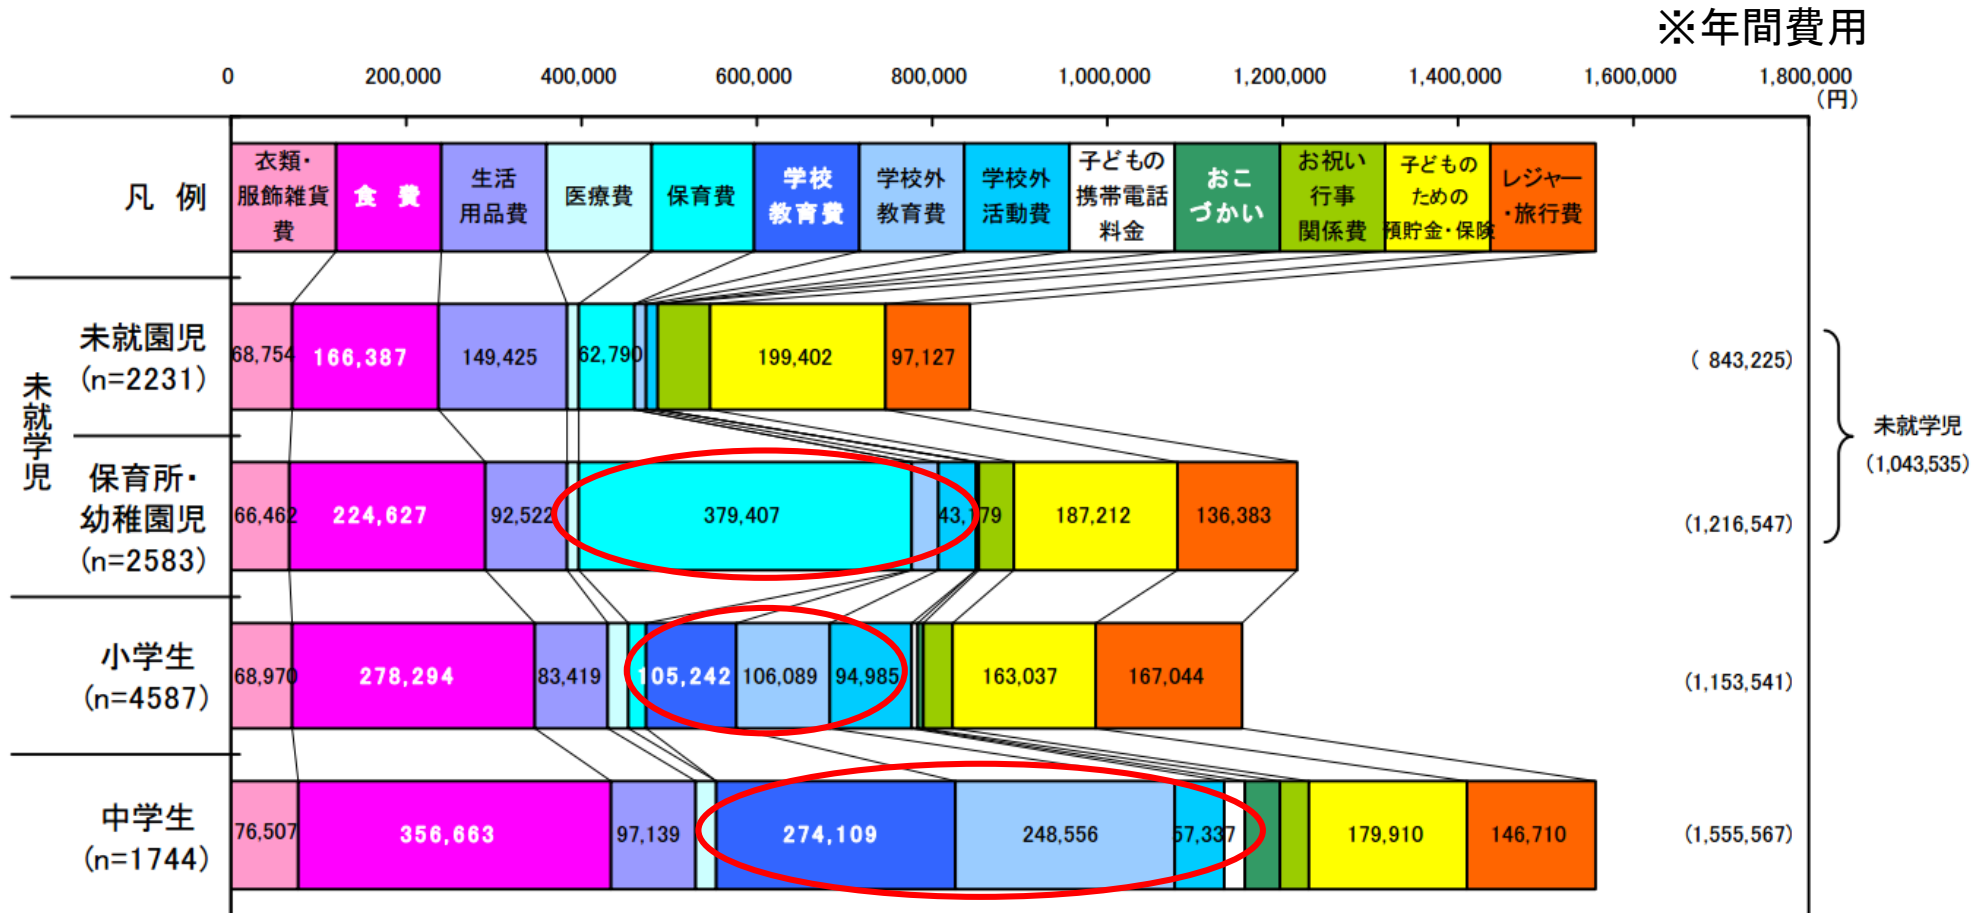 ※年間費用
0 200,000 400,000 600,000 800,000 1,000,000 1,200,000 1,400,000 1,600,000 1,800,000
(円)
凡 例
衣類・
服飾雑貨
費
食 費
生活
用品費
医療費
保育費
学校
教育費
学校外
教育費
学校外
活動費
子どもの
携帯電話
料金
おこ
づかい
お祝い
行事
関係費
子どもの
ための
預貯金・保険
レジャー
・旅行費
未就学児
未就園児
(n=2231)
68,754 166,387 149,425 62,790 199,402 97,127 ( 843,225)
保育所・
幼稚園児
(n=2583)
66,462 224,627 92,522 379,407 43,179 187,212 136,383 (1,216,547)
未就学児
(1,043,535)
小学生
(n=4587)
68,970 278,294 83,419 105,242 106,089 94,985 163,037 167,044 (1,153,541)
中学生
(n=1744)
76,507 356,663 97,139 274,109 248,556 57,337 179,910 146,710 (1,555,567)